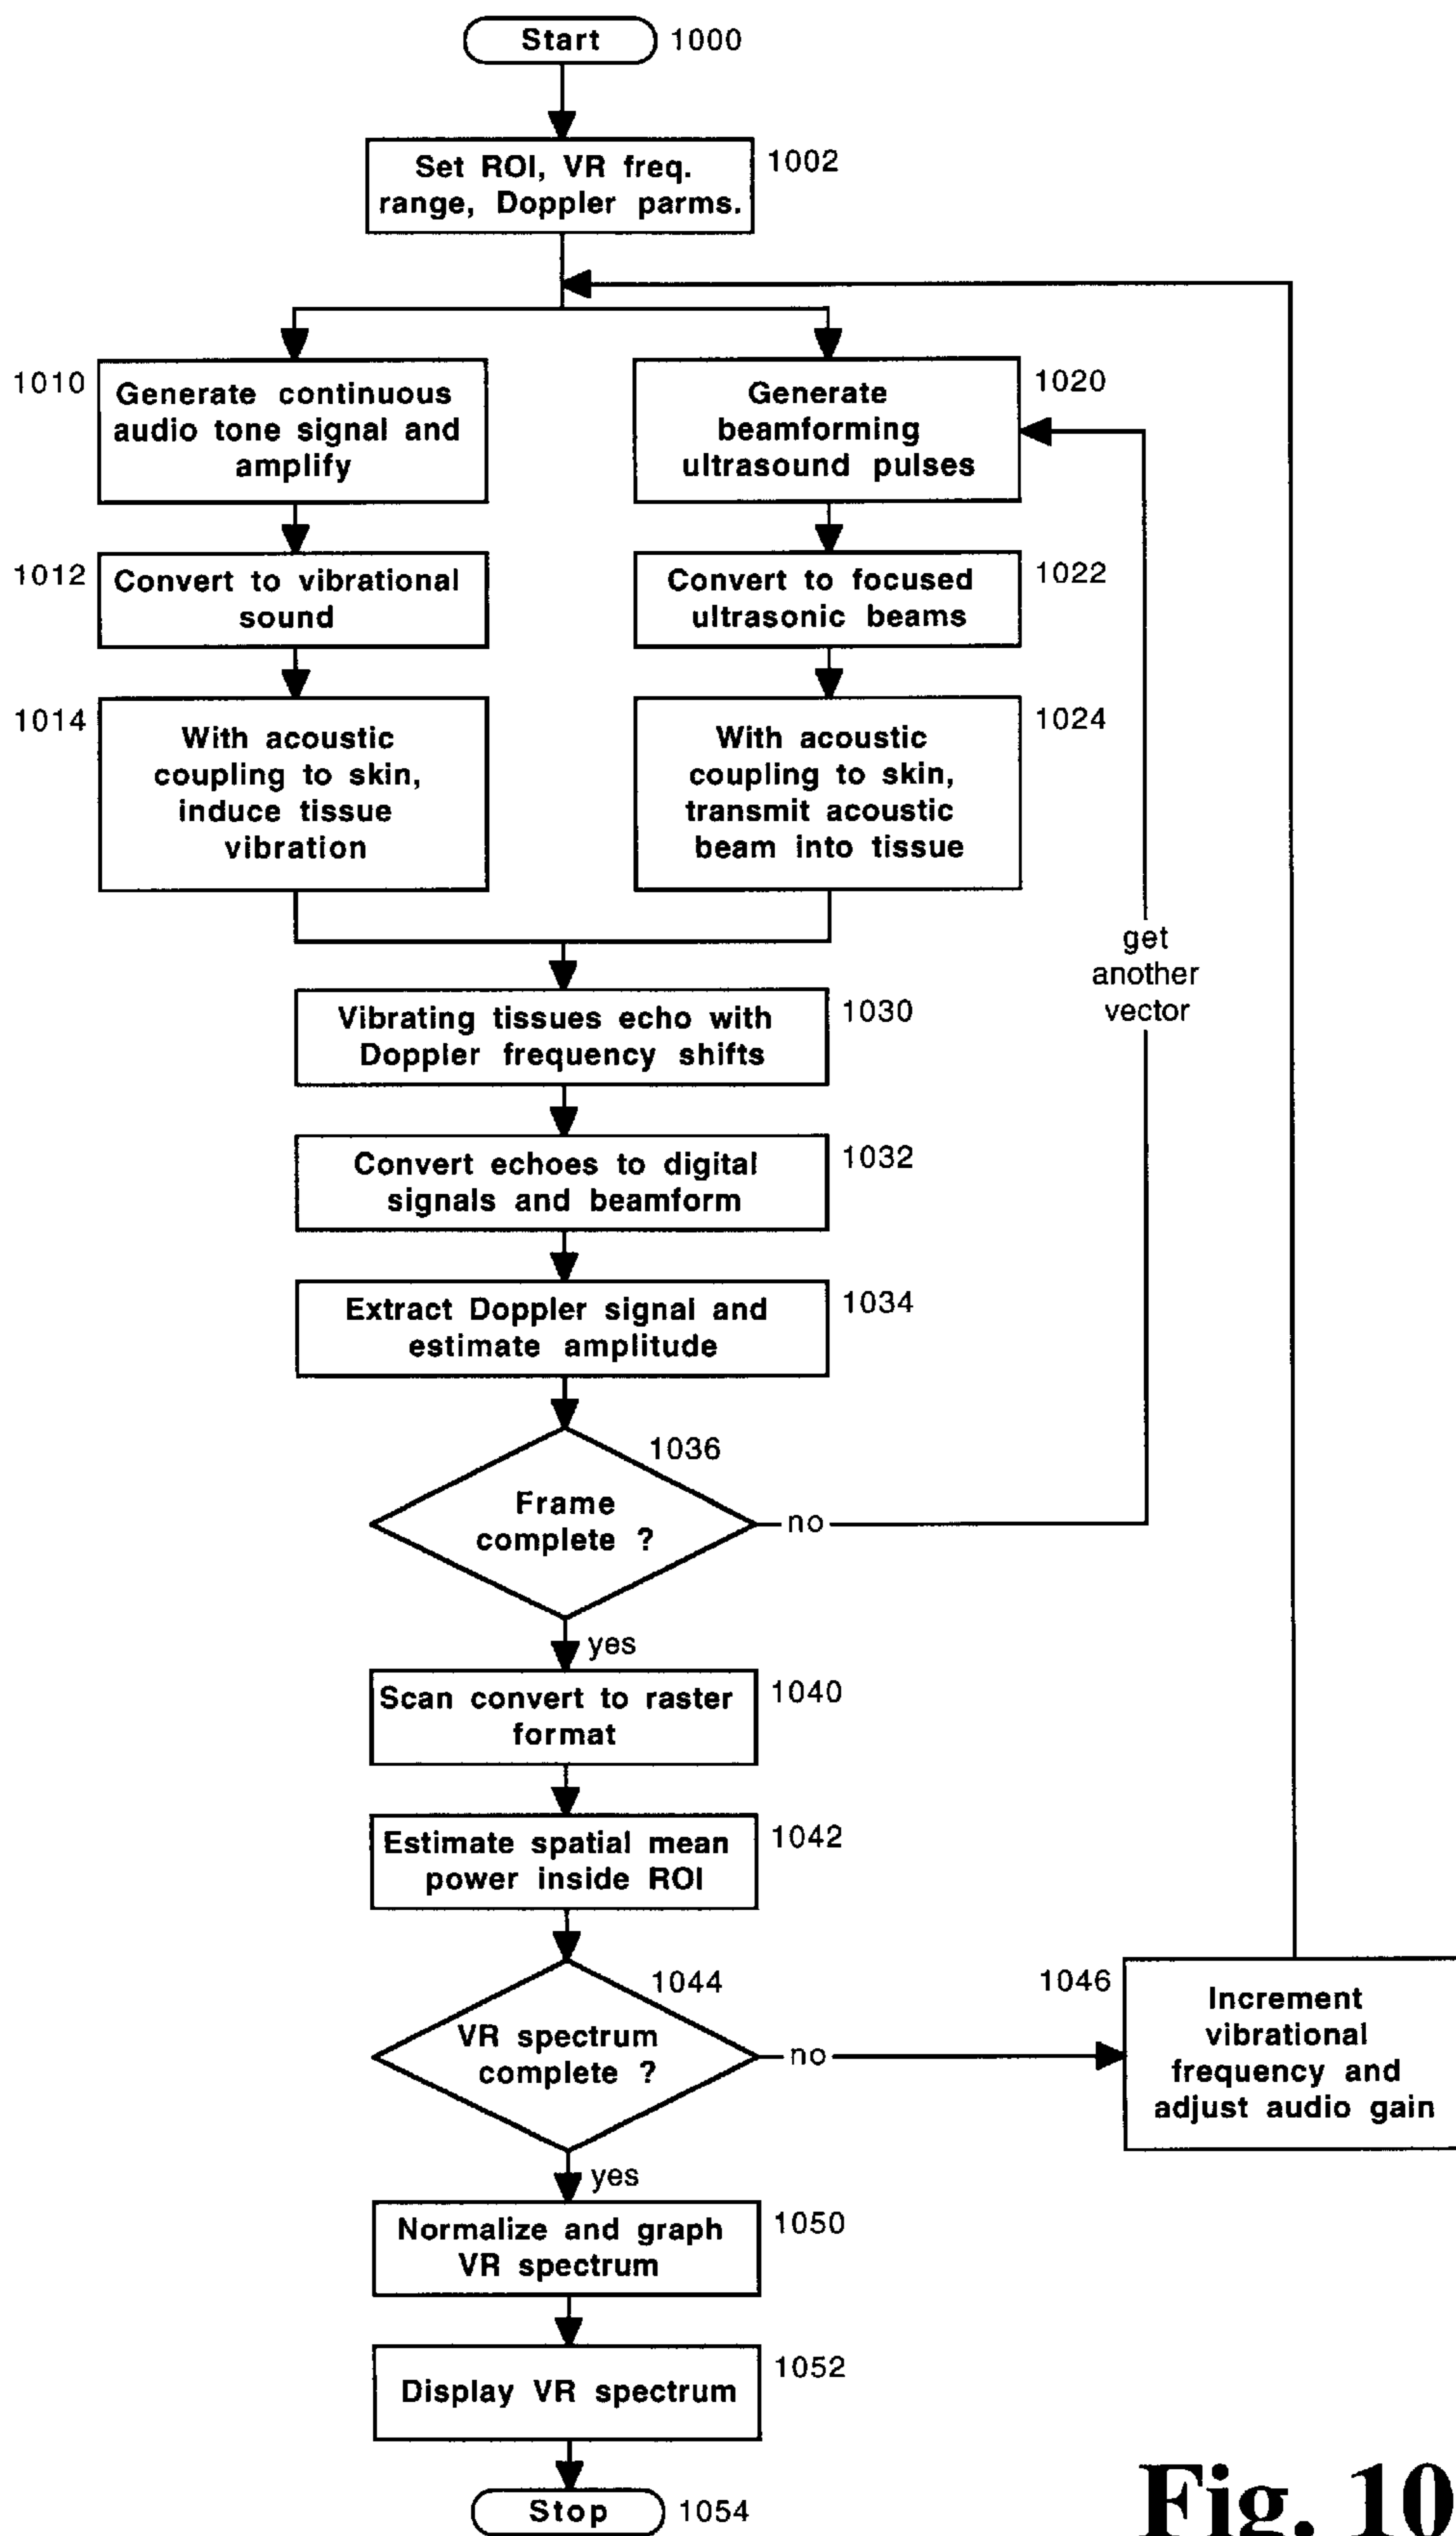 Start 1000
Set ROI, VR freq. 1002
range, Doppler parms.
1010 Generate continuous
audio tone signal and
amplify
Generate 1020
beamforming
ultrasound pulses
1012 Convert to vibrational
sound
Convert to focused 1022
ultrasonic beams
1014 With acoustic
coupling to skin,
induce tissue
vibration
With acoustic 1024
coupling to skin,
transmit acoustic
beam into tissue
get
another
vector
Vibrating tissues echo with 1030
Doppler frequency shifts
Convert echoes to digital 1032
signals and beamform
Extract Doppler signal and 1034
estimate amplitude
1036
Frame
complete ?
no
yes
Scan convert to raster 1040
format
Estimate spatial mean 1042
power inside ROI
1044
VR spectrum
complete ?
no
1046 Increment
vibrational
frequency and
adjust audio gain
yes
Normalize and graph 1050
VR spectrum
Display VR spectrum 1052
Stop 1054
Fig. 10